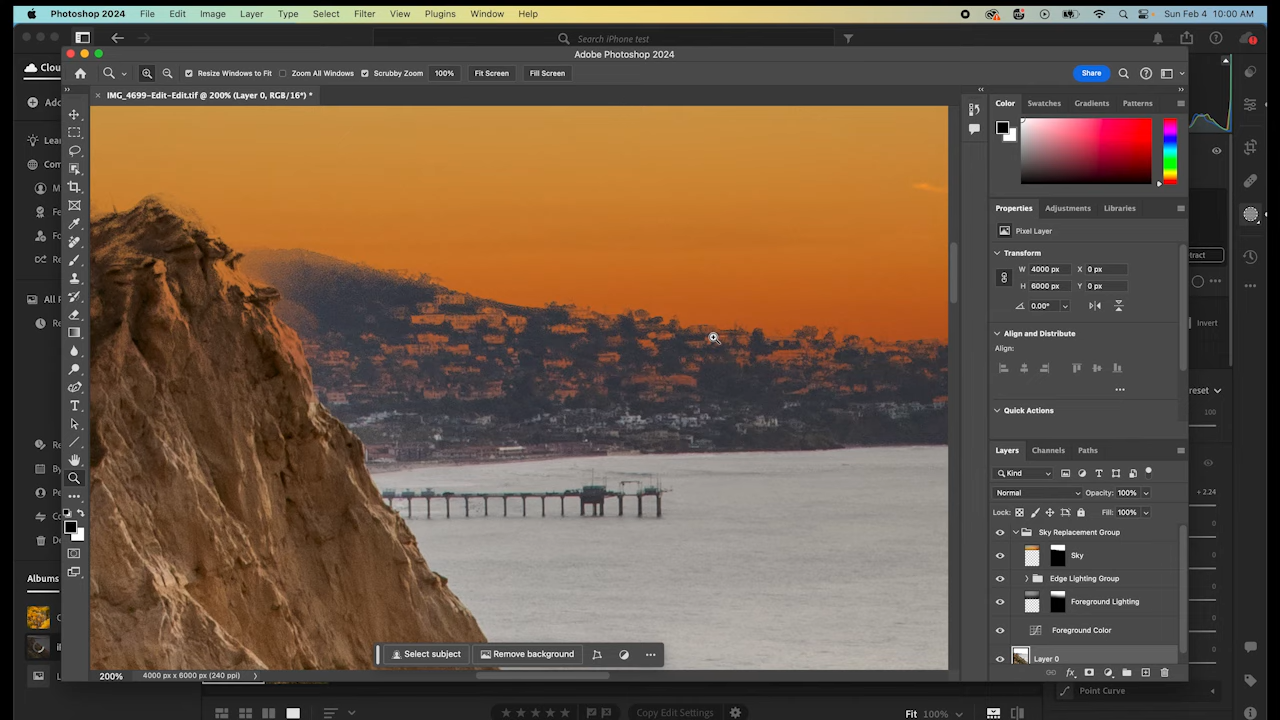 Photoshop 2024 File Edit Image Layer Type Select Filter View Plugins Window Help Sun Feb 4 10:00 AM
Search iPhone test
Adobe Photoshop 2024
Resize Windows to Fit Zoom All Windows Scrubby Zoom 100% Fit Screen Fill Screen Share
IMG_4699-Edit-Edit.tif @ 200% (Layer 0, RGB/16*) *
Color Swatches Gradients Patterns
Properties Adjustments Libraries
Pixel Layer
Transform
W 4000 px X 0 px
H 6000 px Y 0 px
0.00°
Invert
Align and Distribute
Align:
Quick Actions
100
Layers Channels Paths
Kind
Normal Opacity: 100%
+ 2.24
Lock: Fill: 100%
Sky Replacement Group
Sky
Edge Lighting Group
Albums
Foreground Lighting
Foreground Color
Select subject Remove background
Layer 0
200% 4000 px x 6000 px (240 ppi)
Point Curve
Copy Edit Settings Fit 100%